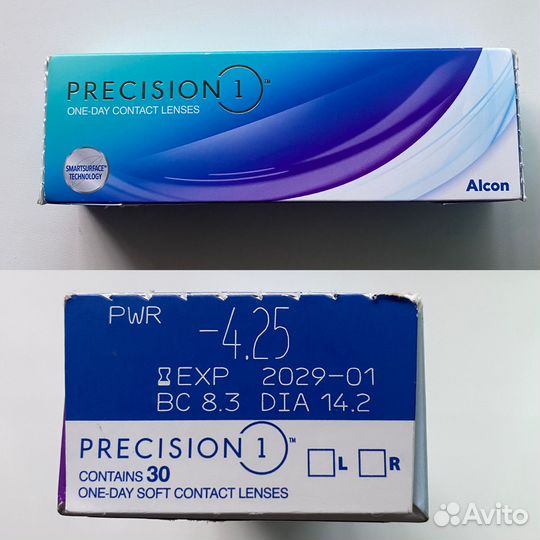 PRECISION 1™
ONE-DAY CONTACT LENSES
SMARTSURFACE™
TECHNOLOGY
Alcon
PWR -4.25
EXP 2029-01
BC 8.3 DIA 14.2
PRECISION 1™
L R
CONTAINS 30
ONE-DAY SOFT CONTACT LENSES
Avito